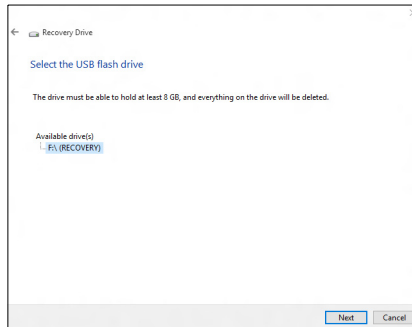 Recovery Drive
Select the USB flash drive
The drive must be able to hold at least 8 GB, and everything on the drive will be deleted.
Available drive(s)
F:\ (RECOVERY)
Next Cancel